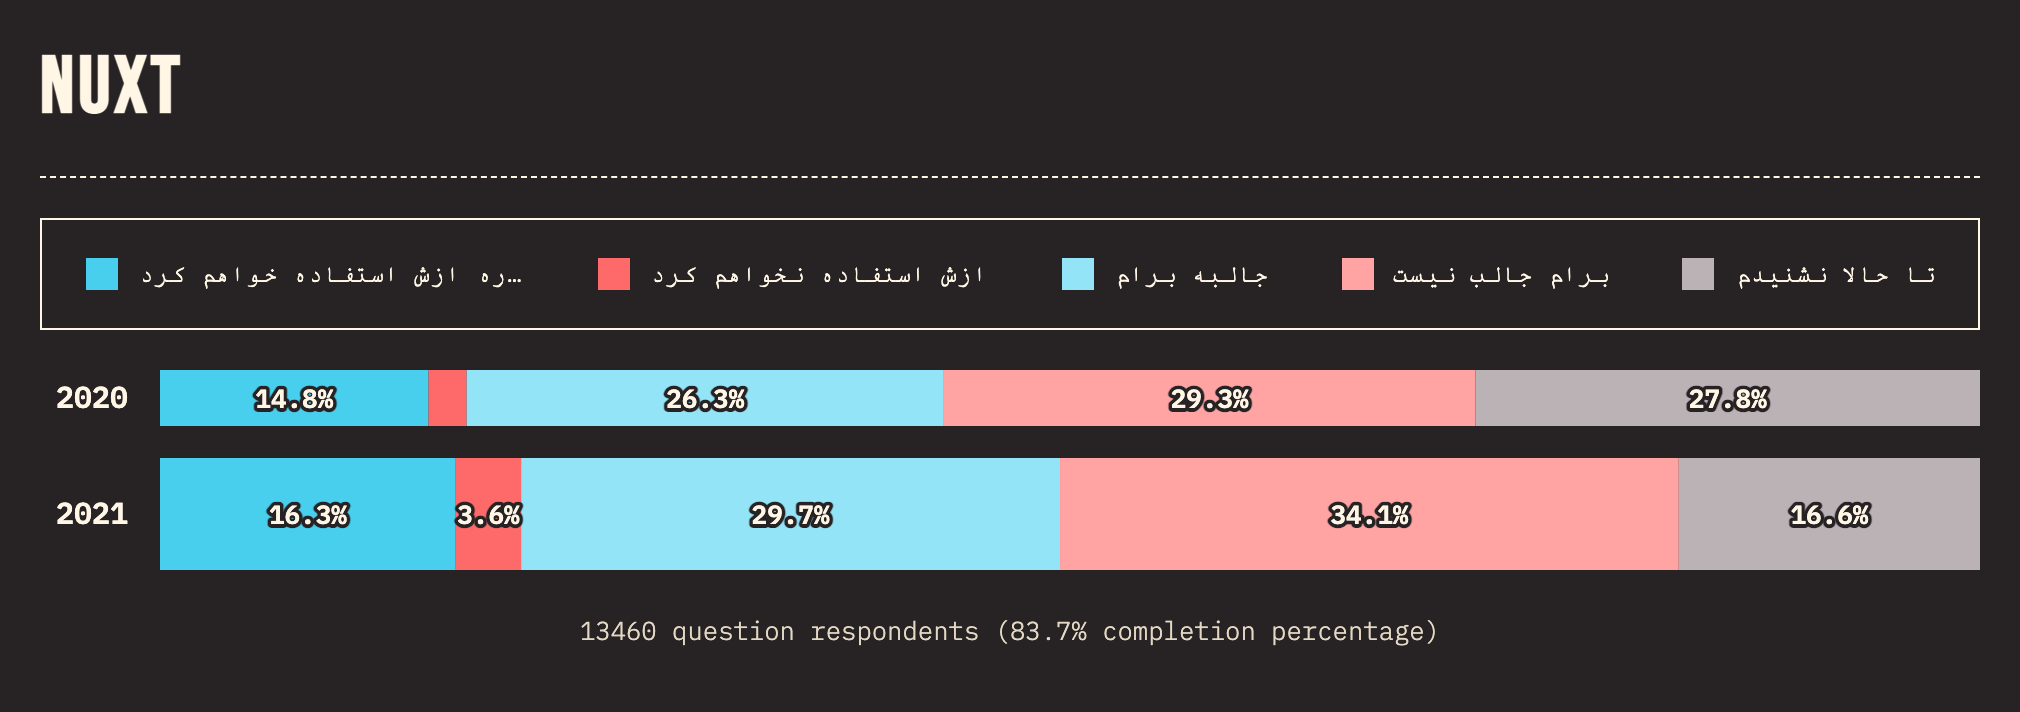 NUXT
...ره ازش استفاده خواهم کرد
ازش استفاده نخواهم کرد
جالبه برام
برام جالب نیست
تا حالا نشنیدم
2020 14.8% 26.3% 29.3% 27.8%
2021 16.3% 3.6% 29.7% 34.1% 16.6%
13460 question respondents (83.7% completion percentage)